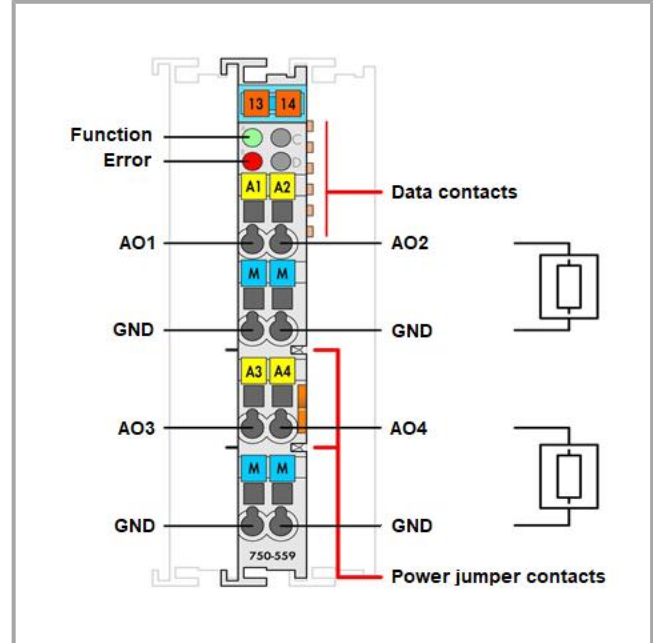 13 14
Function
A C
Error
D
A1 A2
Data contacts
AO1 AO2
M M
GND GND
A3 A4
AO3 AO4
M M
GND GND
750-559
Power jumper contacts